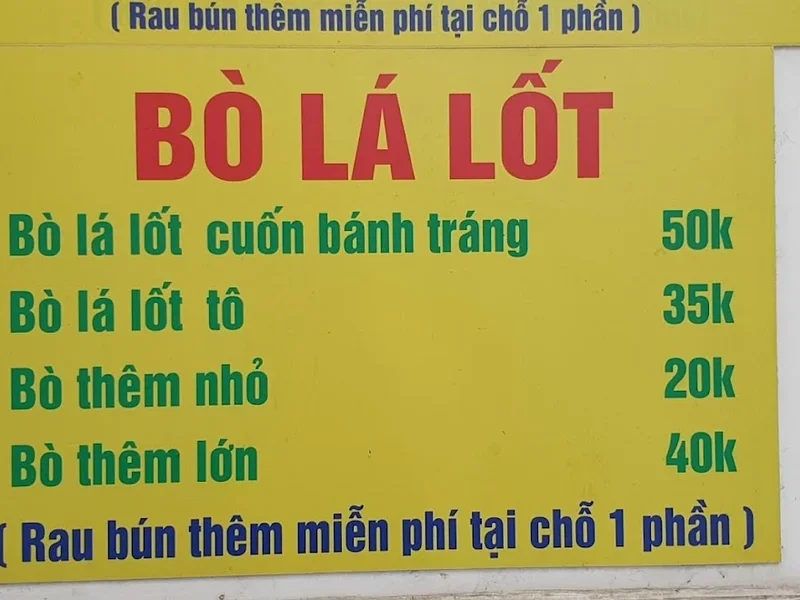 ( Rau bún thêm miễn phí tại chỗ 1 phần )
BÒ LÁ LỐT
Bò lá lốt cuốn bánh tráng 50k
Bò lá lốt tô 35k
Bò thêm nhỏ 20k
Bò thêm lớn 40k
( Rau bún thêm miễn phí tại chỗ 1 phần )